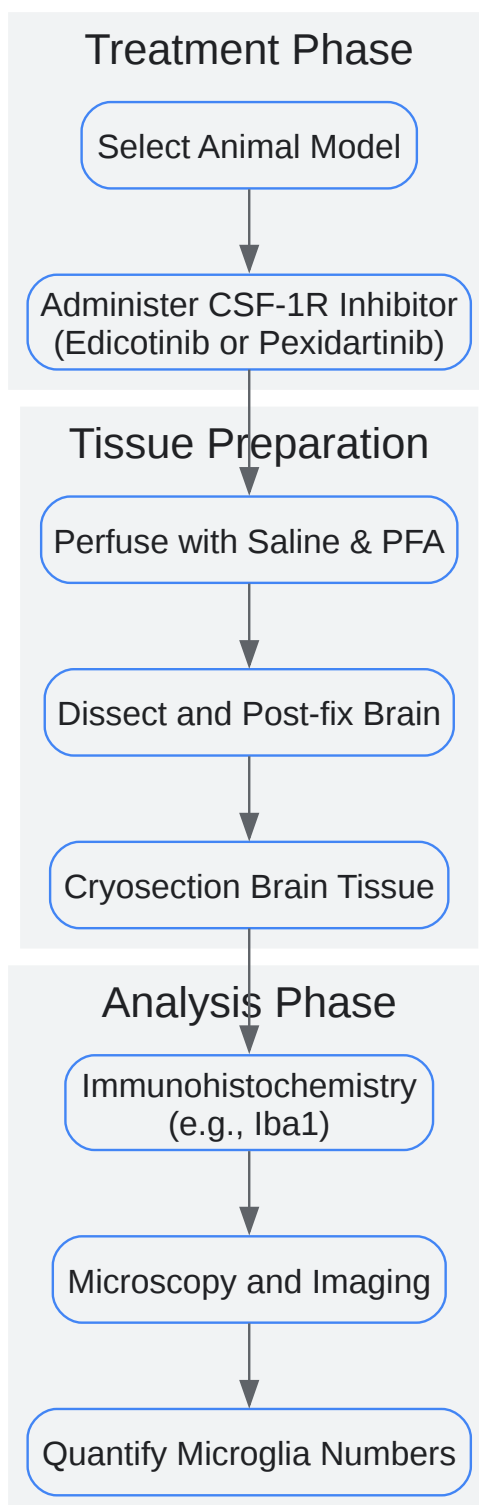 Treatment Phase
Select Animal Model
Administer CSF-1R Inhibitor
(Edicotinib or Pexidartinib)
Tissue Preparation
Perfuse with Saline & PFA
Dissect and Post-fix Brain
Cryosection Brain Tissue
Analysis Phase
Immunohistochemistry
(e.g., Iba1)
Microscopy and Imaging
Quantify Microglia Numbers